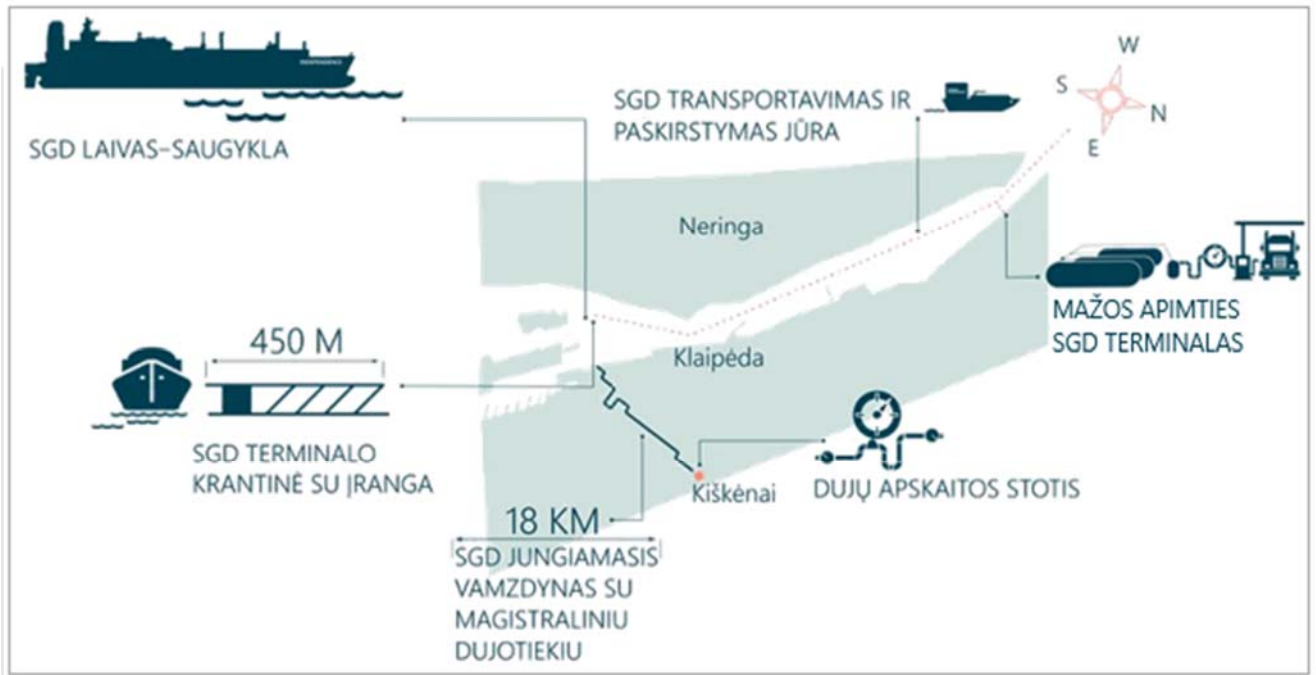 SGD LAIVAS–SAUGYKLA
SGD TRANSPORTAVIMAS IR
PASKIRSTYMAS JŪRA
W
S
N
E
Neringa
MAŽOS APIMTIES
SGD TERMINALAS
450 M
Klaipėda
SGD TERMINALO
KRANTINĖ SU ĮRANGA
Kiškėnai
DUJŲ APSKAITOS STOTIS
18 KM
SGD JUNGIAMASIS
VAMZDYNAS SU
MAGISTRALINIU
DUJOTIEKIU